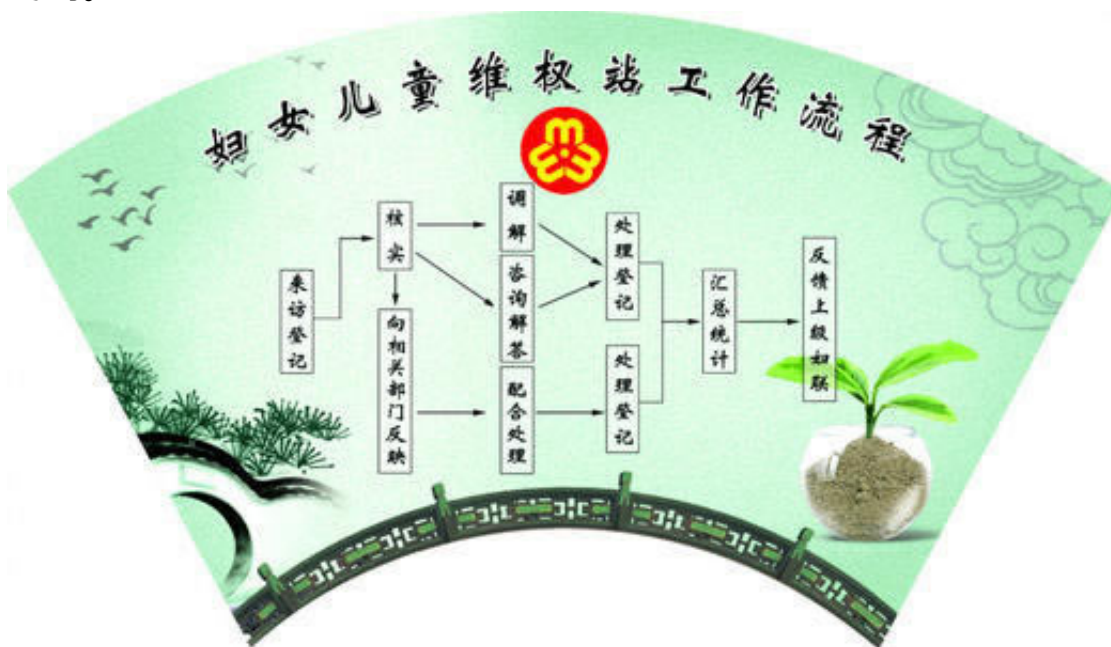 妇女儿童维权站工作流程
来访登记
核实
向相关部门反映
调解
咨询解答
配合处理
处理登记
处理登记
汇总统计
反馈上级妇联